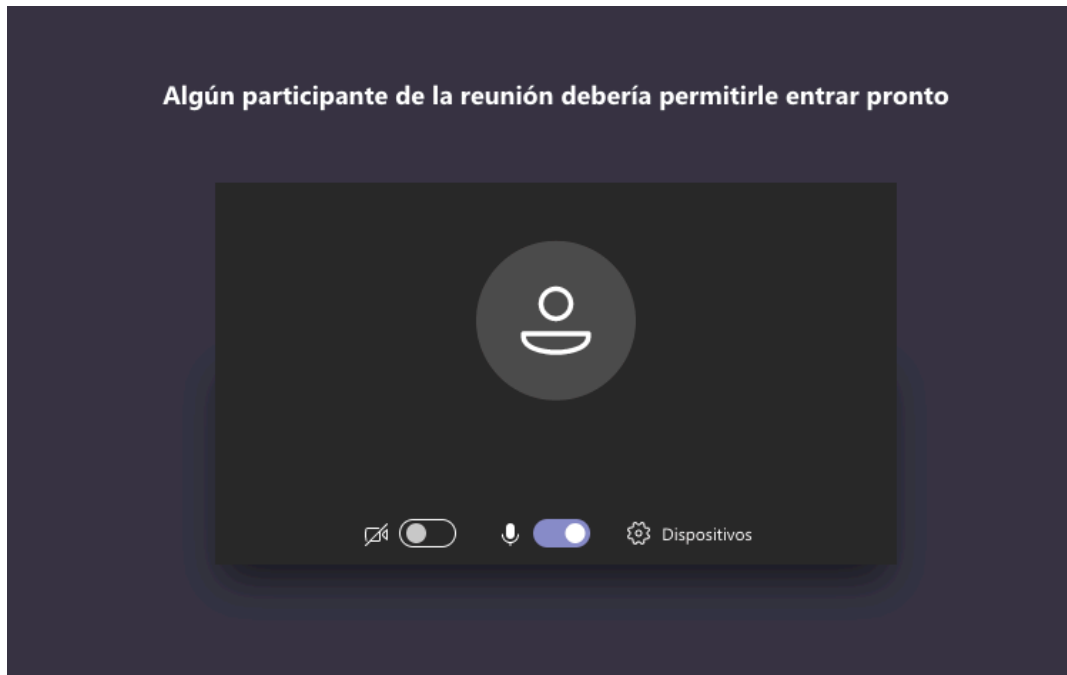 Algún participante de la reunión debería permitirle entrar pronto
Dispositivos